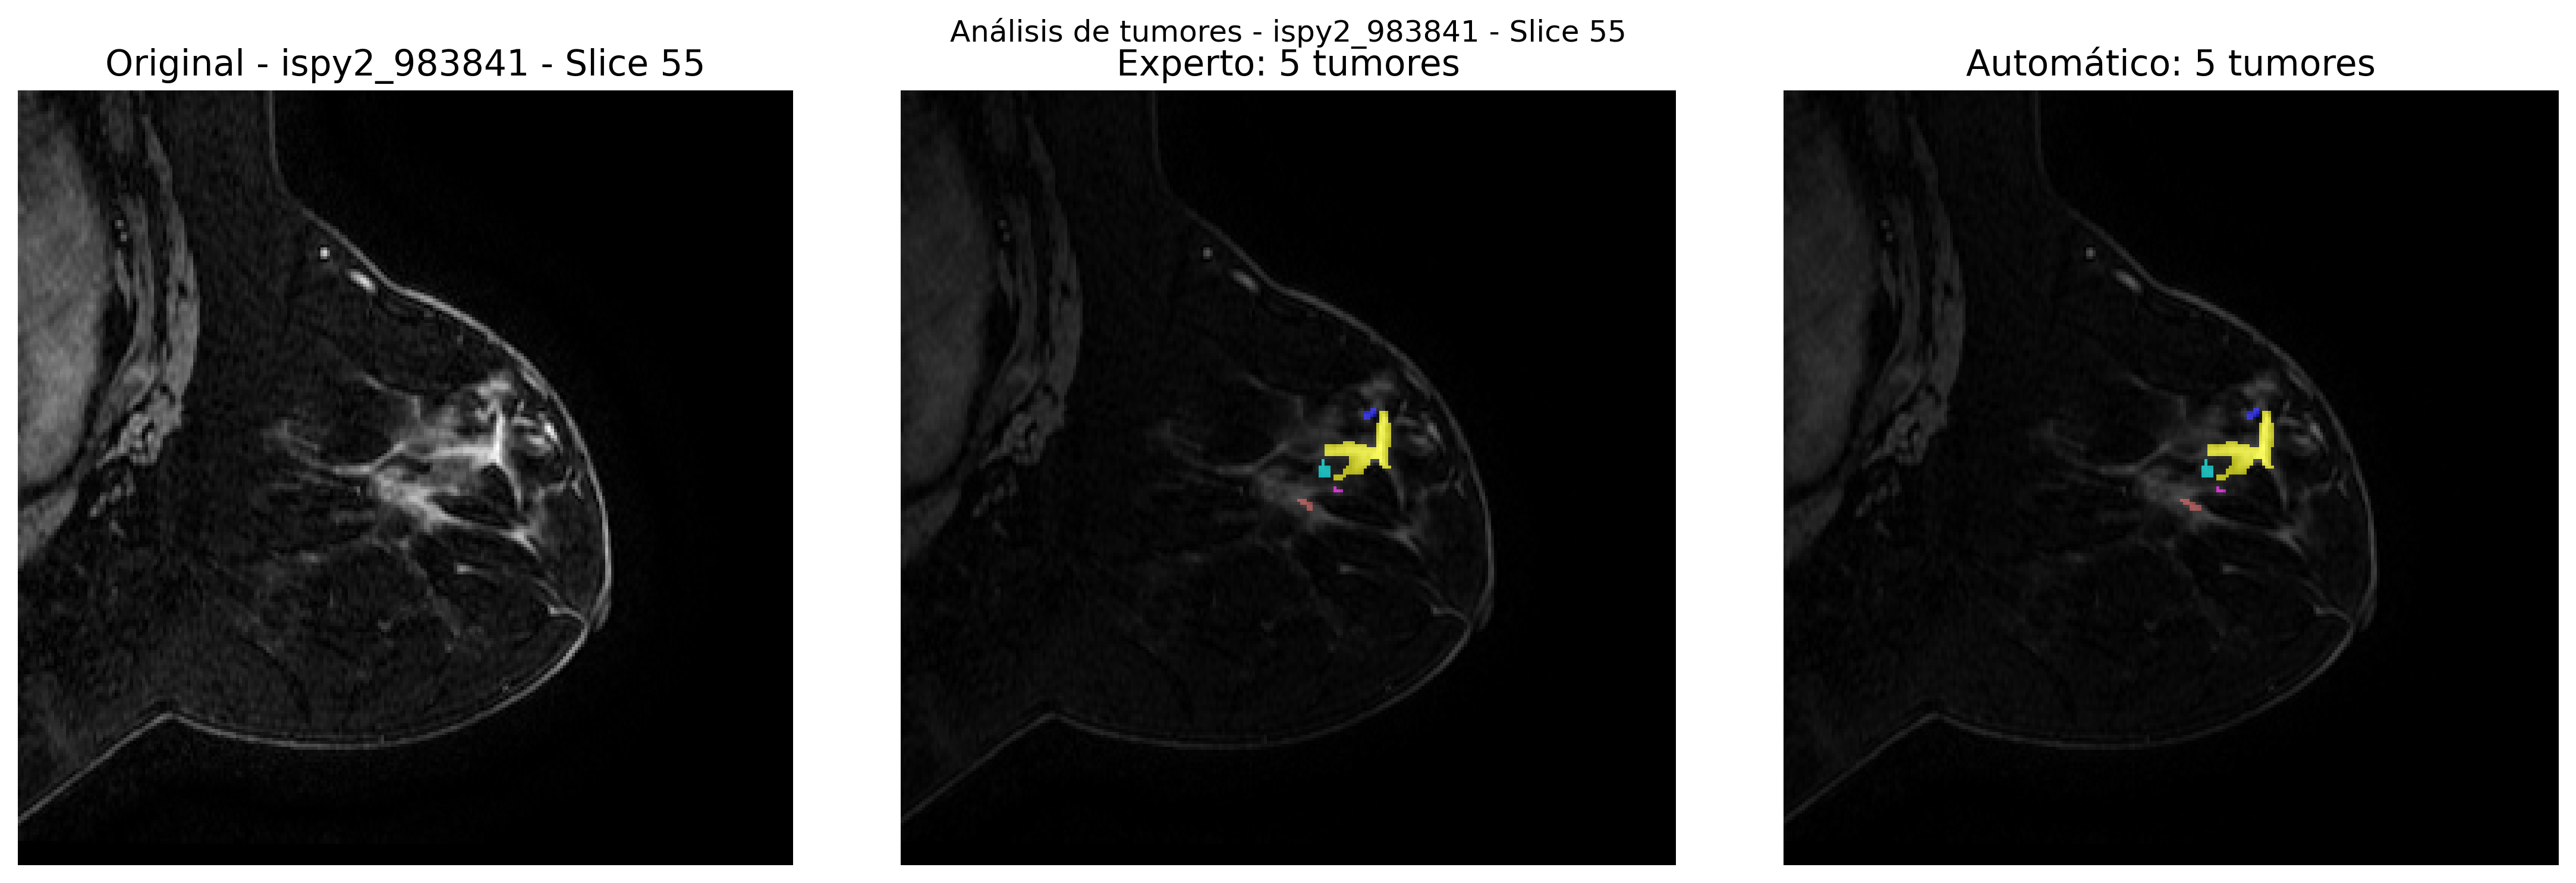 Análisis de tumores - ispy2_983841 - Slice 55
Original - ispy2_983841 - Slice 55
Experto: 5 tumores
Automático: 5 tumores